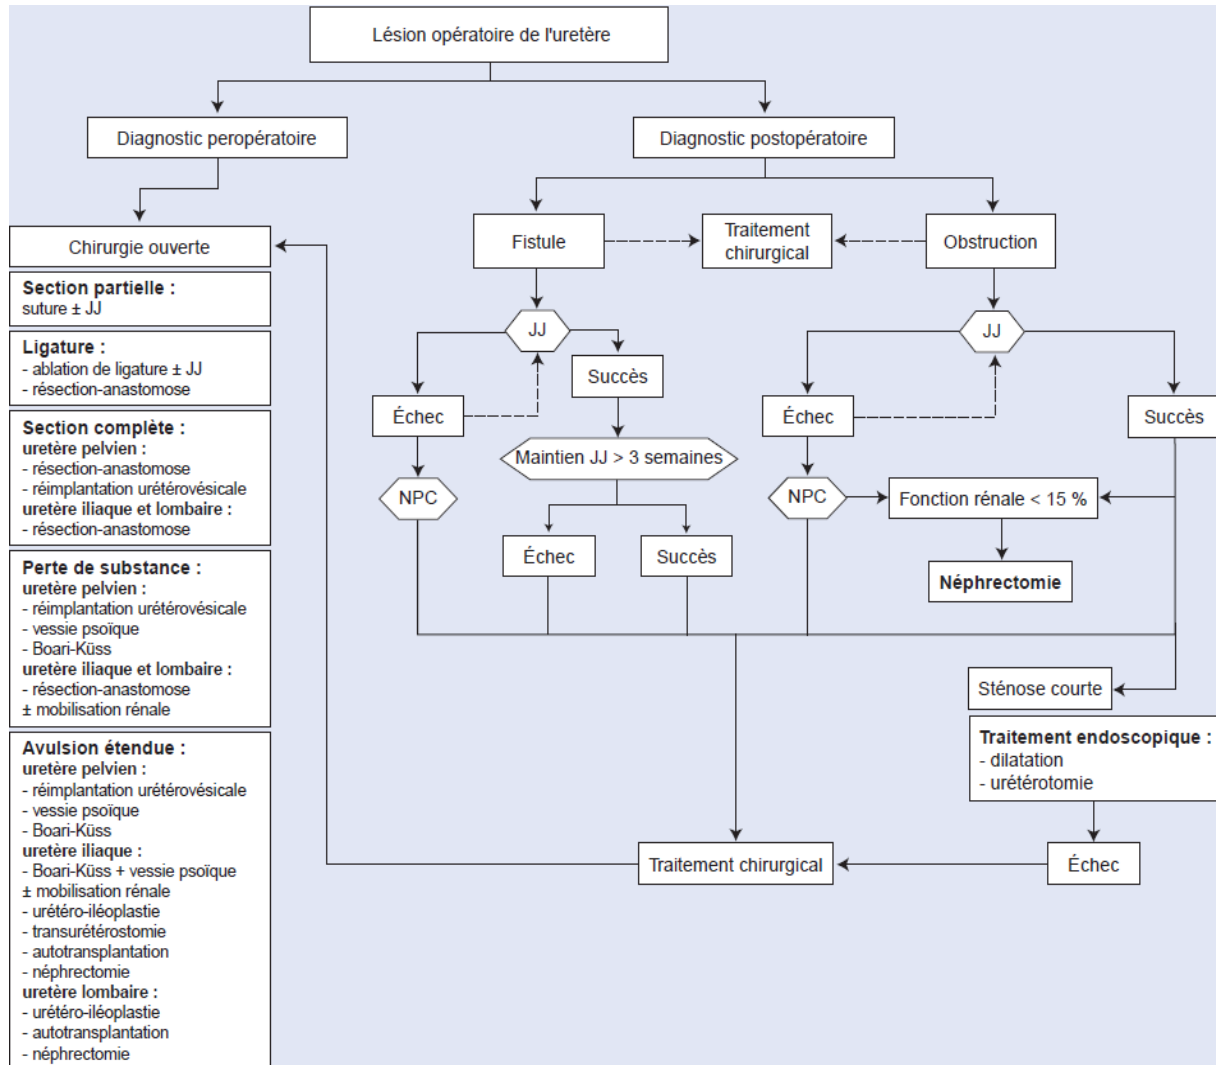 Lésion opératoire de l'uretère
Diagnostic peropératoire
Diagnostic postopératoire
Chirurgie ouverte
Section partielle :
suture ± JJ
Ligature :
- ablation de ligature ± JJ
- résection-anastomose
Section complète :
uretère pelvien :
- résection-anastomose
- réimplantation urétérovésicale
uretère iliaque et lombaire :
- résection-anastomose
Perte de substance :
uretère pelvien :
- réimplantation urétérovésicale
- vessie psoïque
- Boari-Küss
uretère iliaque et lombaire :
- résection-anastomose
± mobilisation rénale
Avulsion étendue :
uretère pelvien :
- réimplantation urétérovésicale
- vessie psoïque
- Boari-Küss
uretère iliaque :
- Boari-Küss + vessie psoïque
± mobilisation rénale
- urétéro-iléoplastie
- transurétérostomie
- autotransplantation
- néphrectomie
uretère lombaire :
- urétéro-iléoplastie
- autotransplantation
- néphrectomie
Fistule
Traitement
chirurgical
Obstruction
JJ
Succès
Échec
Maintien JJ > 3 semaines
NPC
Échec
Succès
JJ
Échec
Succès
NPC
Fonction rénale < 15 %
Néphrectomie
Sténose courte
Traitement endoscopique :
- dilatation
- urétérotomie
Échec
Traitement chirurgical